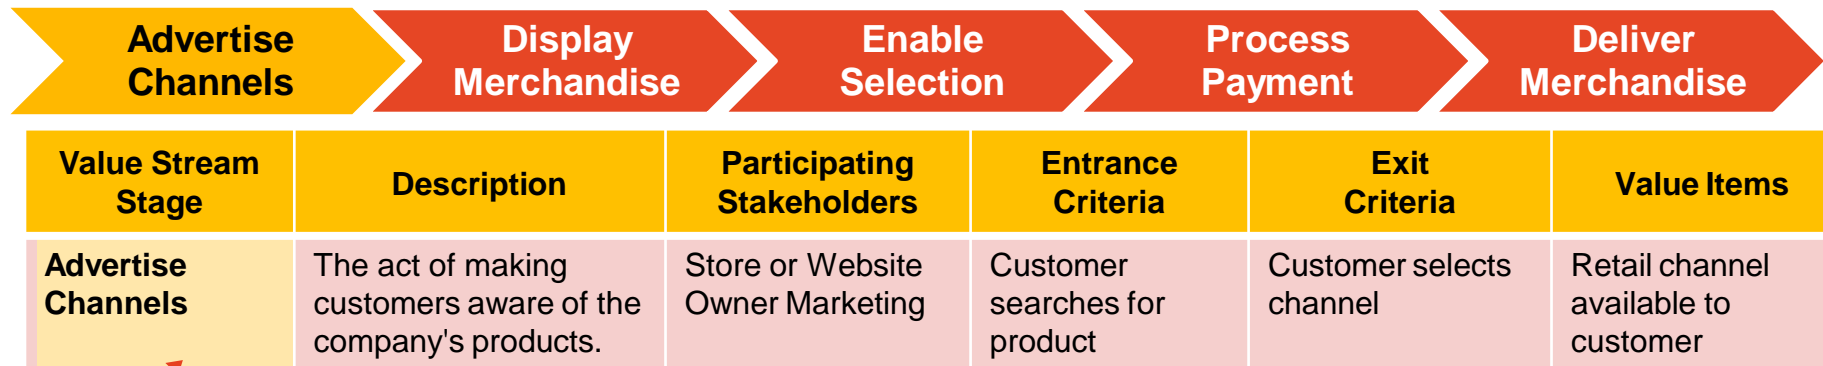 Advertise
Channels
Display
Merchandise
Enable
Selection
Process
Payment
Deliver
Merchandise
Value Stream
Stage
Description
Participating
Stakeholders
Entrance
Criteria
Exit
Criteria
Value Items
Advertise
Channels
The act of making
customers aware of the
company's products.
Store or Website
Owner Marketing
Customer
searches for
product
Customer selects
channel
Retail channel
available to
customer